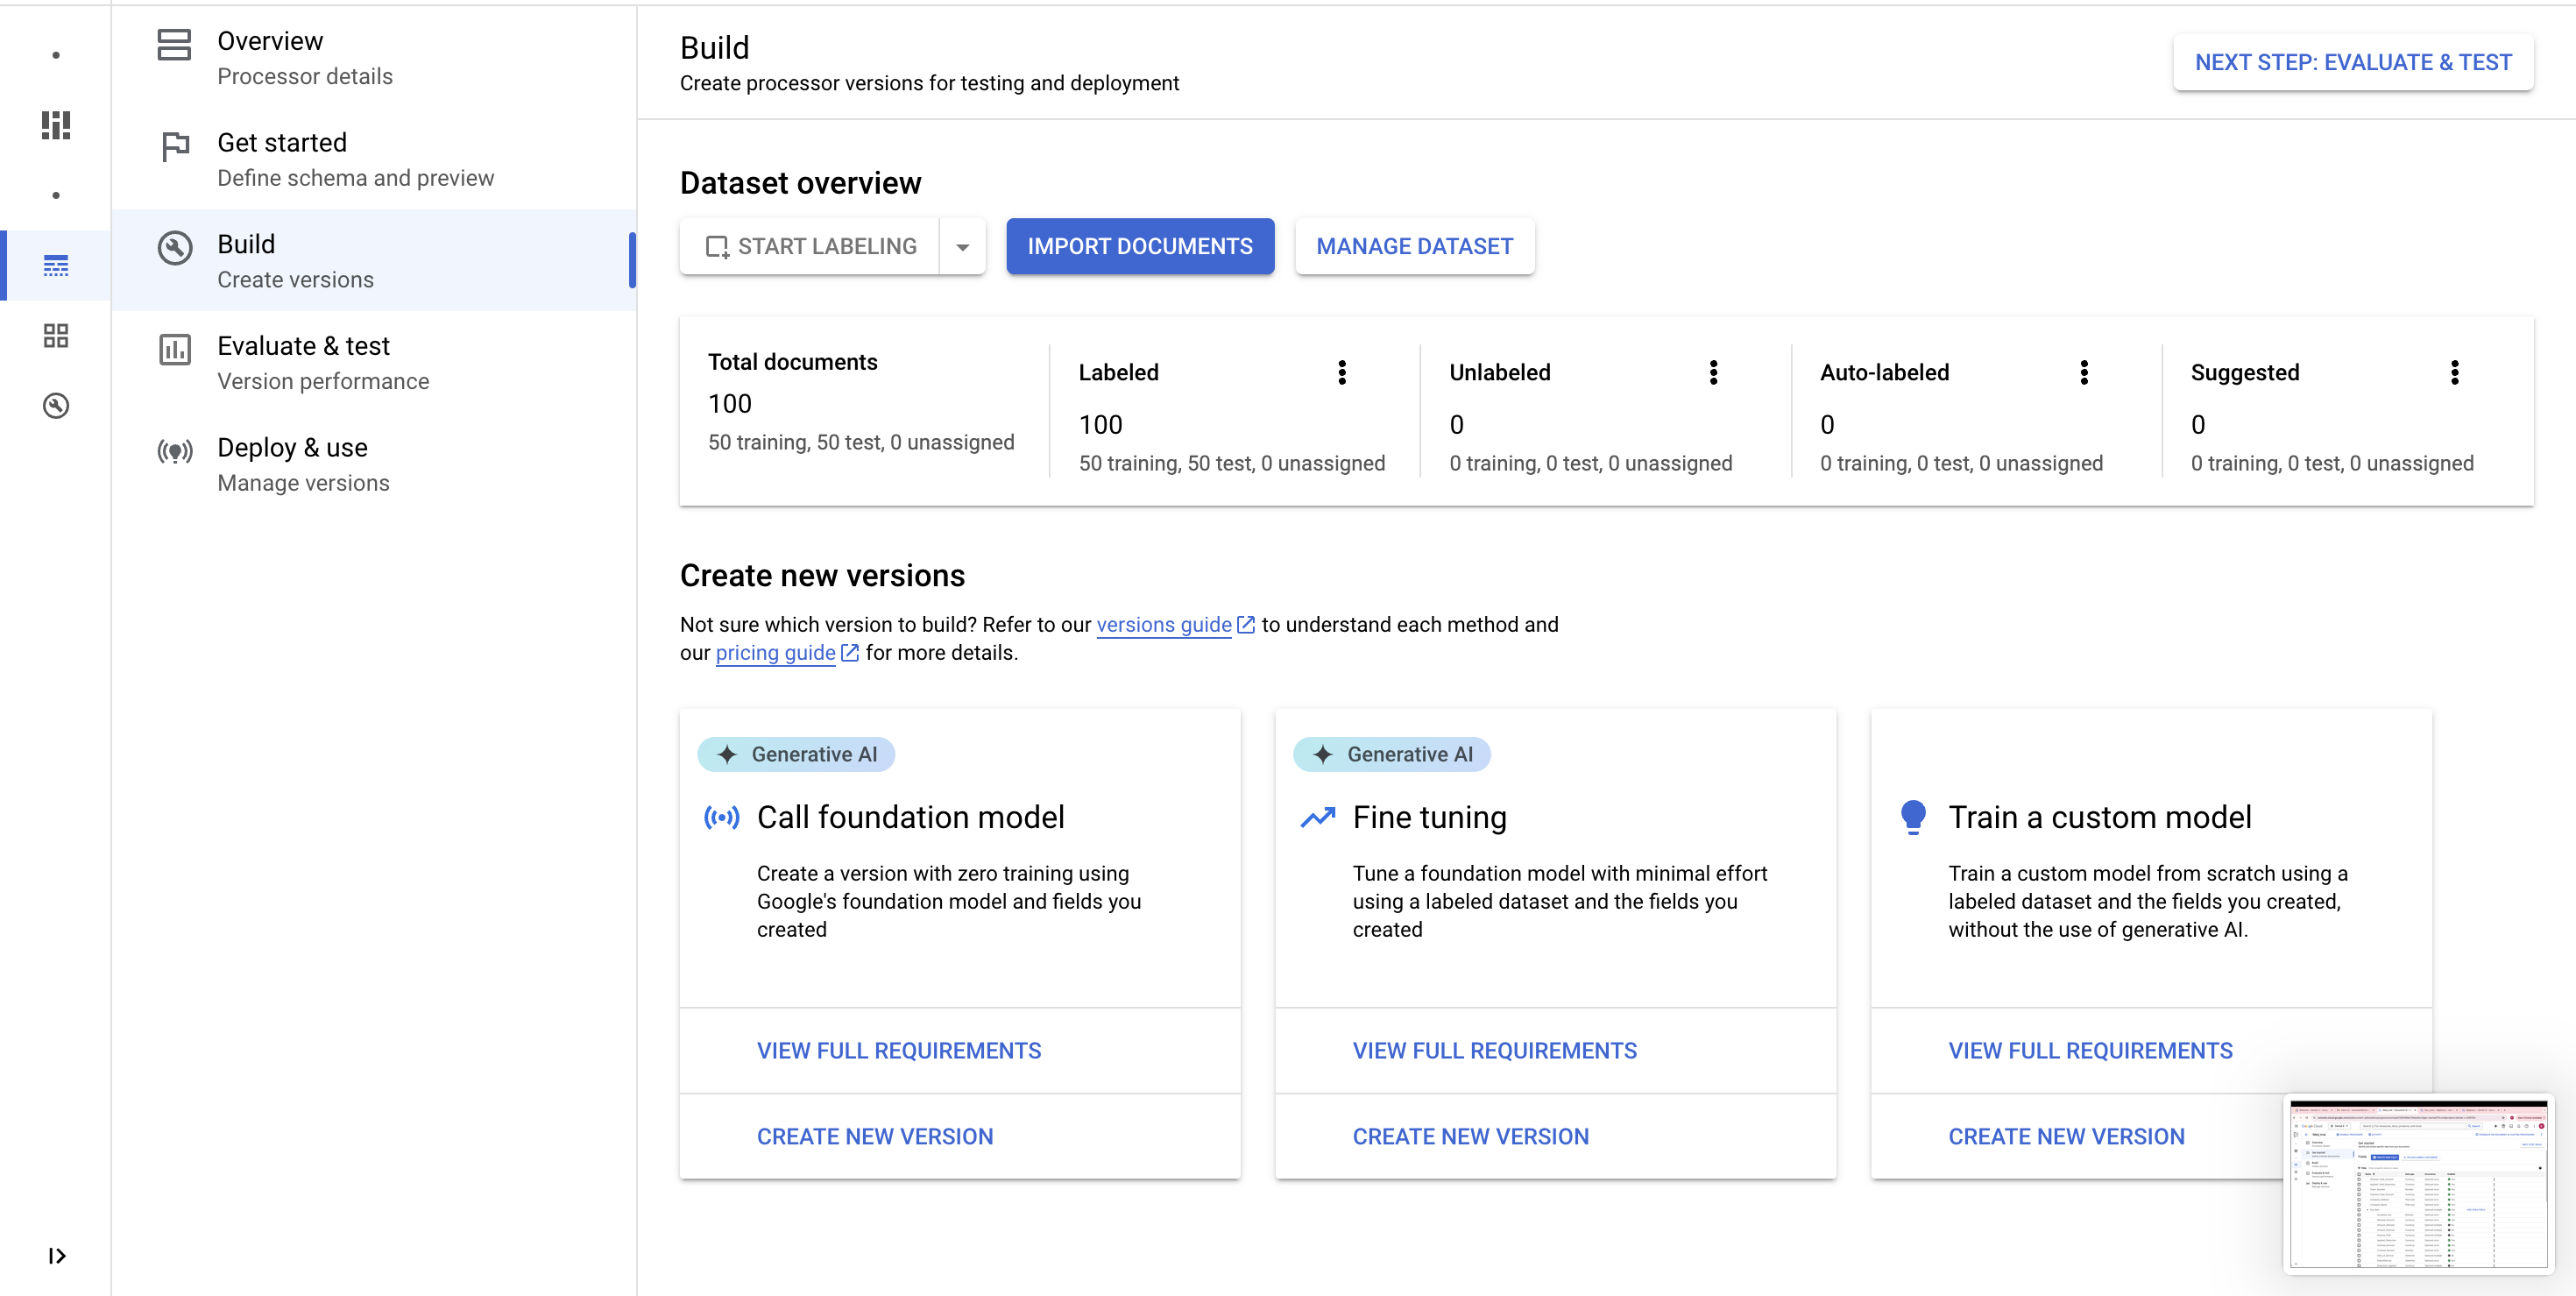 Overview
Processor details
Get started
Define schema and preview
Build
Create versions
Evaluate & test
Version performance
Deploy & use
Manage versions
Build
Create processor versions for testing and deployment
NEXT STEP: EVALUATE & TEST
Dataset overview
START LABELING
IMPORT DOCUMENTS
MANAGE DATASET
Total documents
100
50 training, 50 test, 0 unassigned
Labeled
100
50 training, 50 test, 0 unassigned
Unlabeled
0
0 training, 0 test, 0 unassigned
Auto-labeled
0
0 training, 0 test, 0 unassigned
Suggested
0
0 training, 0 test, 0 unassigned
Create new versions
Not sure which version to build? Refer to our versions guide to understand each method and
our pricing guide for more details.
Generative AI
Call foundation model
Create a version with zero training using
Google's foundation model and fields you
created
VIEW FULL REQUIREMENTS
CREATE NEW VERSION
Generative AI
Fine tuning
Tune a foundation model with minimal effort
using a labeled dataset and the fields you
created
VIEW FULL REQUIREMENTS
CREATE NEW VERSION
Train a custom model
Train a custom model from scratch using a
labeled dataset and the fields you created,
without the use of generative AI.
VIEW FULL REQUIREMENTS
CREATE NEW VERSION